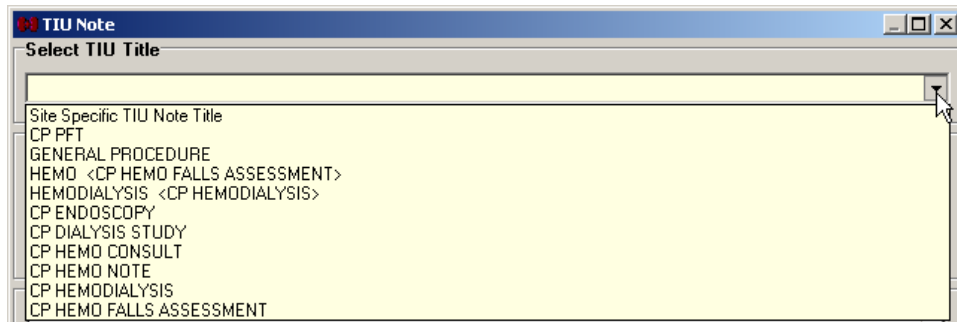 TIU Note
Select TIU Title
Site Specific TIU Note Title
CP PFT
GENERAL PROCEDURE
HEMO <CP HEMO FALLS ASSESSMENT>
HEMODIALYSIS <CP HEMODIALYSIS>
CP ENDOSCOPY
CP DIALYSIS STUDY
CP HEMO CONSULT
CP HEMO NOTE
CP HEMODIALYSIS
CP HEMO FALLS ASSESSMENT